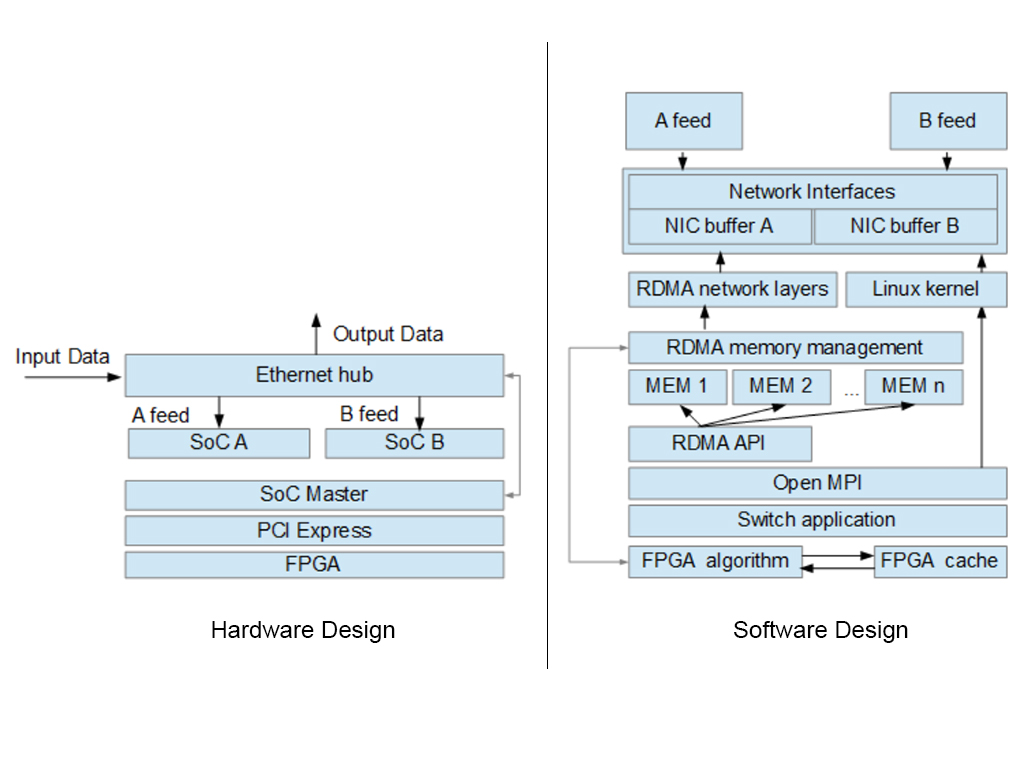 Input Data
Output Data
Ethernet hub
A feed
B feed
SoC A
SoC B
SoC Master
PCI Express
FPGA
Hardware Design
A feed
B feed
Network Interfaces
NIC buffer A
NIC buffer B
RDMA network layers
Linux kernel
RDMA memory management
MEM 1
MEM 2
...
MEM n
RDMA API
Open MPI
Switch application
FPGA algorithm
FPGA cache
Software Design